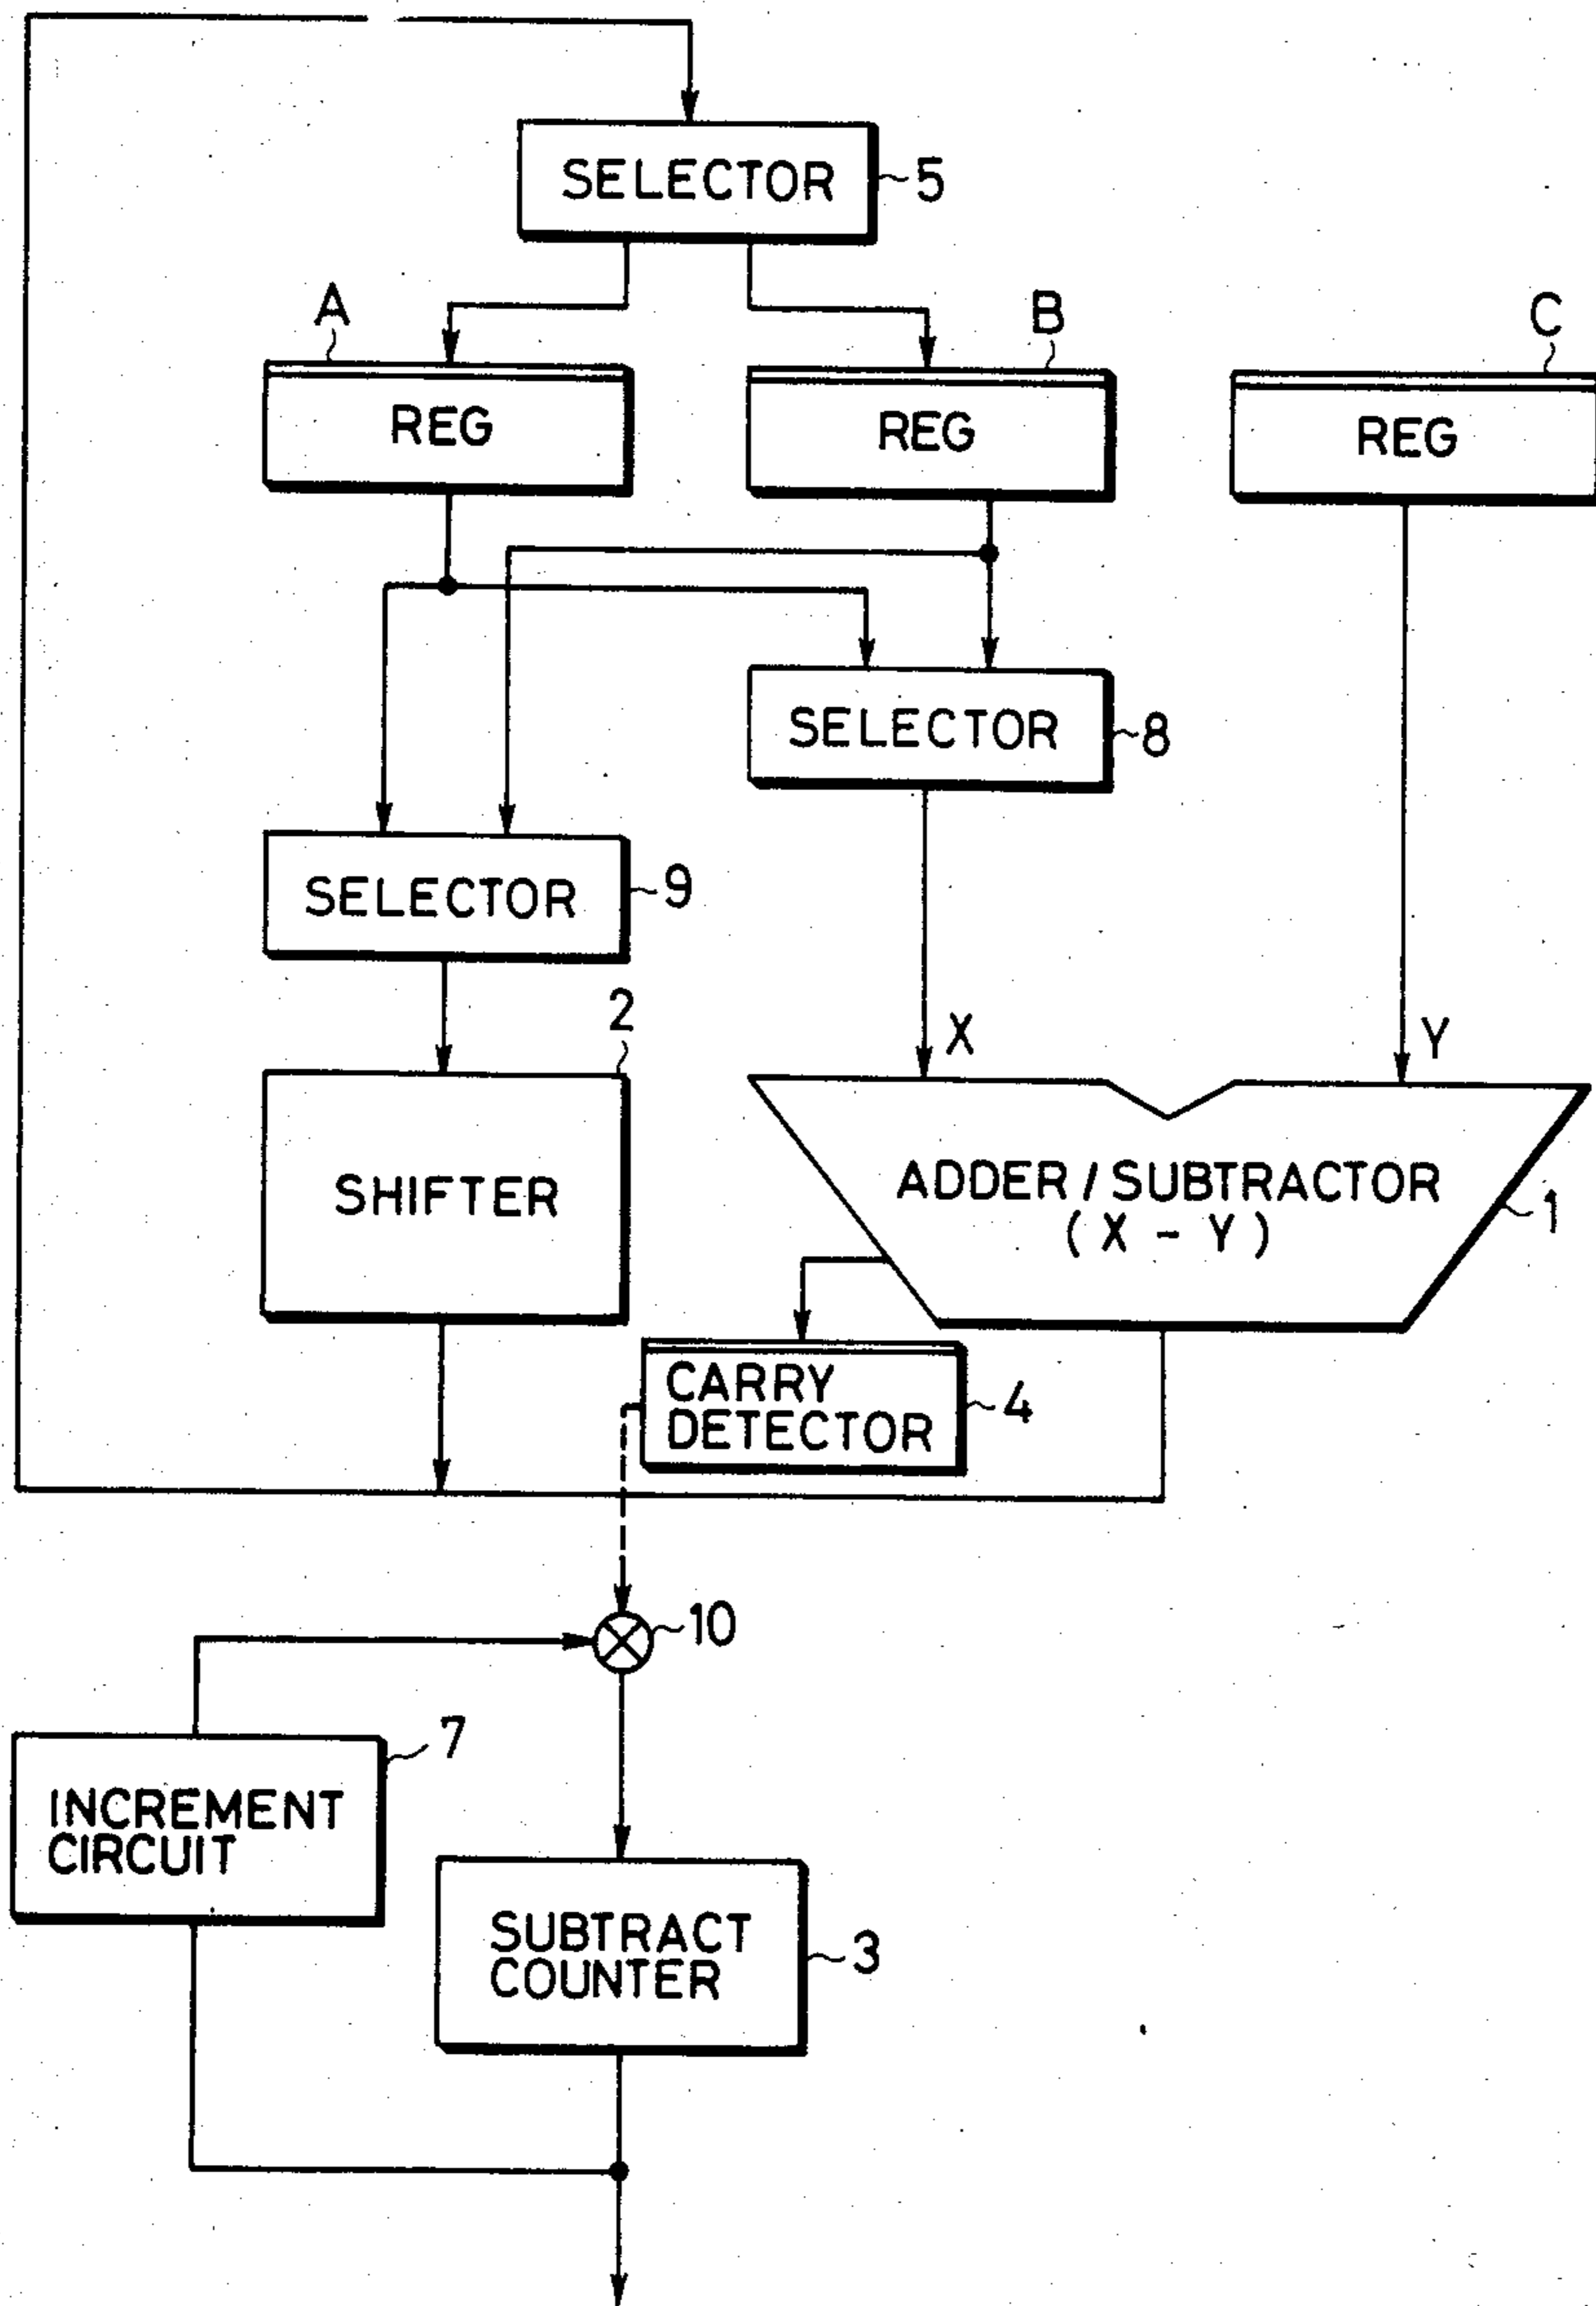 SELECTOR
5
A
B
C
REG
REG
REG
SELECTOR
8
SELECTOR
9
2
X
Y
SHIFTER
ADDER / SUBTRACTOR
( X - Y )
1
CARRY
DETECTOR
4
10
7
INCREMENT
CIRCUIT
SUBTRACT
COUNTER
3